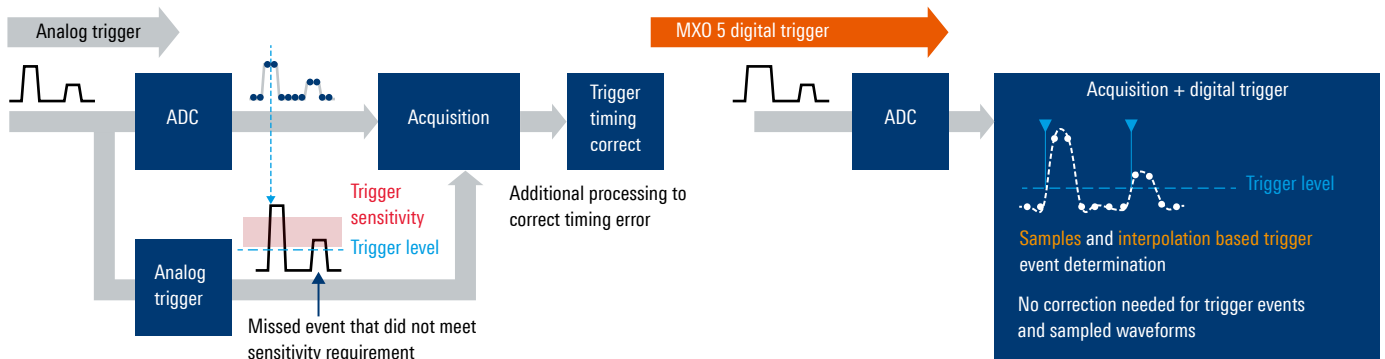 Analog trigger
ADC
Acquisition
Trigger
timing
correct
Additional processing to
correct timing error
Trigger
sensitivity
Trigger level
Analog
trigger
Missed event that did not meet
sensitivity requirement
MXO 5 digital trigger
ADC
Acquisition + digital trigger
Trigger level
Samples and interpolation based trigger
event determination
No correction needed for trigger events
and sampled waveforms